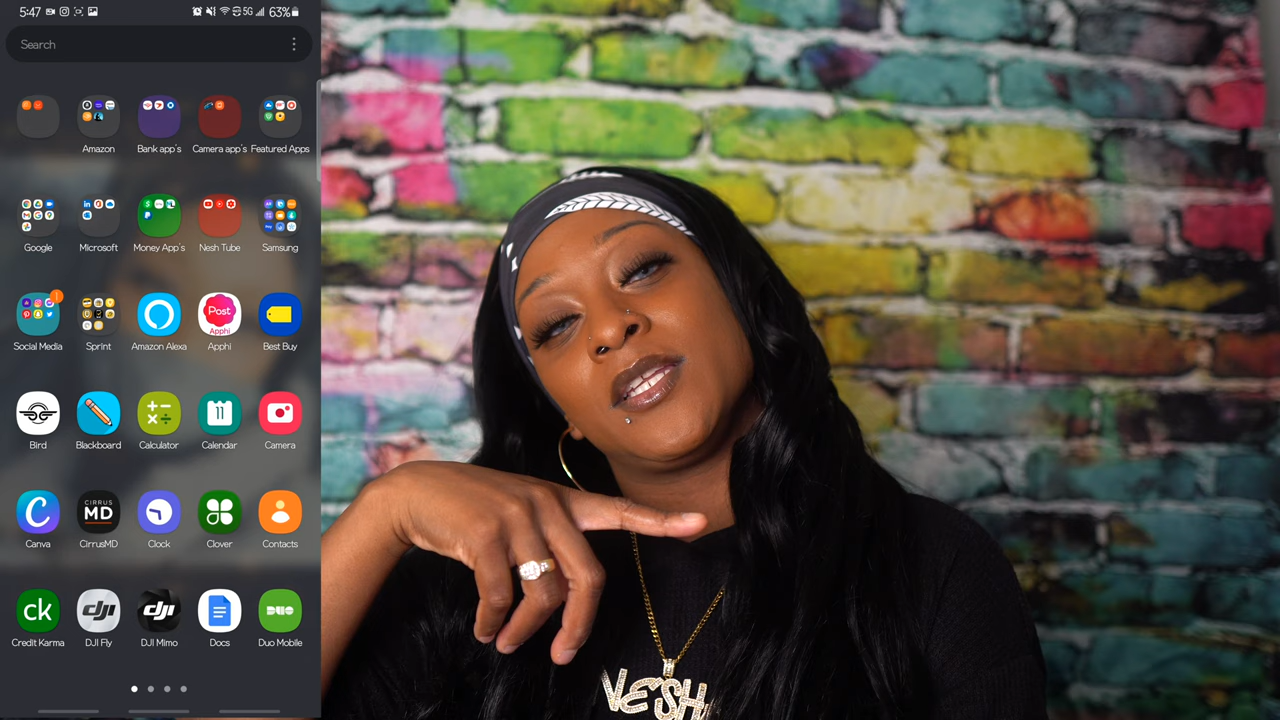 5:47
5G
63%
Search
Amazon
Bank app's
Camera app's
Featured Apps
Google
Microsoft
Money App's
Nesh Tube
Samsung
1
Post
Apphi
Social Media
Sprint
Amazon Alexa
Apphi
Best Buy
11
Bird
Blackboard
Calculator
Calendar
Camera
CIRRUS
MD
Canva
CirrusMD
Clock
Clover
Contacts
ck
dji
dji
DUO
Credit Karma
DJI Fly
DJI Mimo
Docs
Duo Mobile
NESH